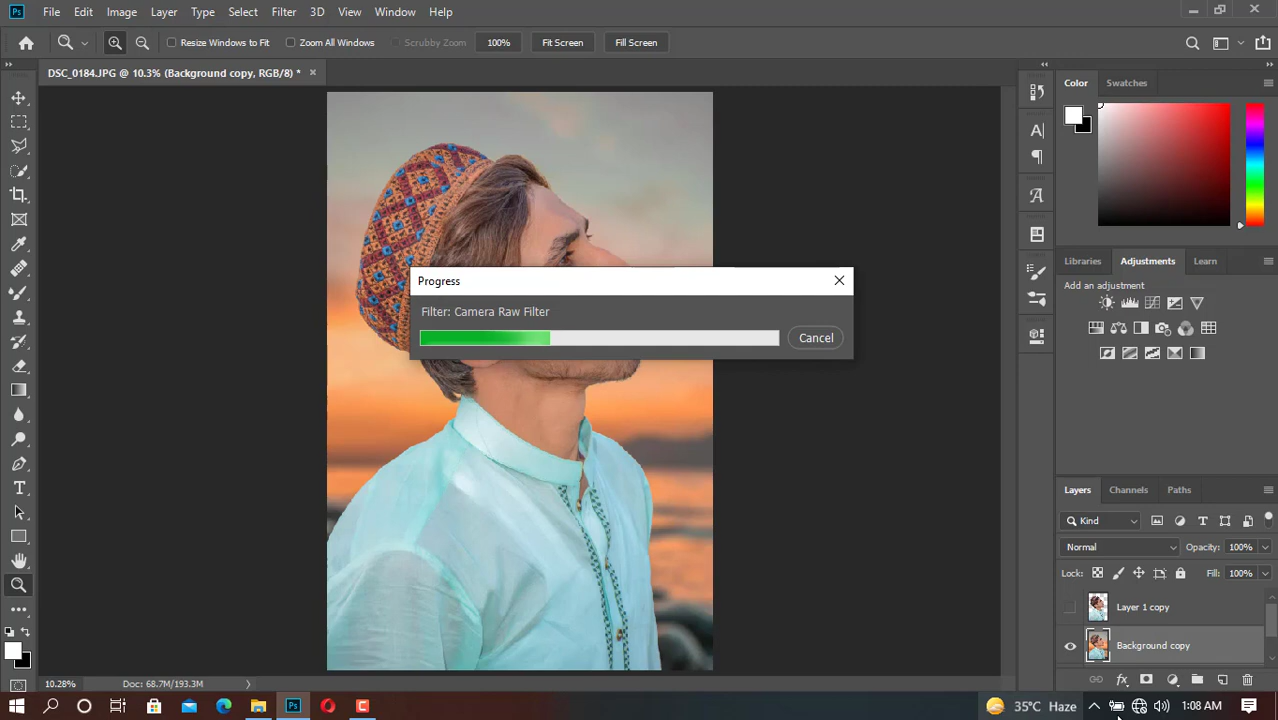 Ps File Edit Image Layer Type Select Filter 3D View Window Help
Resize Windows to Fit Zoom All Windows Scrubby Zoom 100% Fit Screen Fill Screen
DSC_0184.JPG @ 10.3% (Background copy, RGB/8) *
Color Swatches
Progress
Filter: Camera Raw Filter
Cancel
Libraries Adjustments Learn
Add an adjustment
Layers Channels Paths
Kind
Normal Opacity: 100%
Lock: Fill: 100%
Layer 1 copy
Background copy
10.28% Doc: 68.7M/193.3M
Ps 35°C Haze 1:08 AM